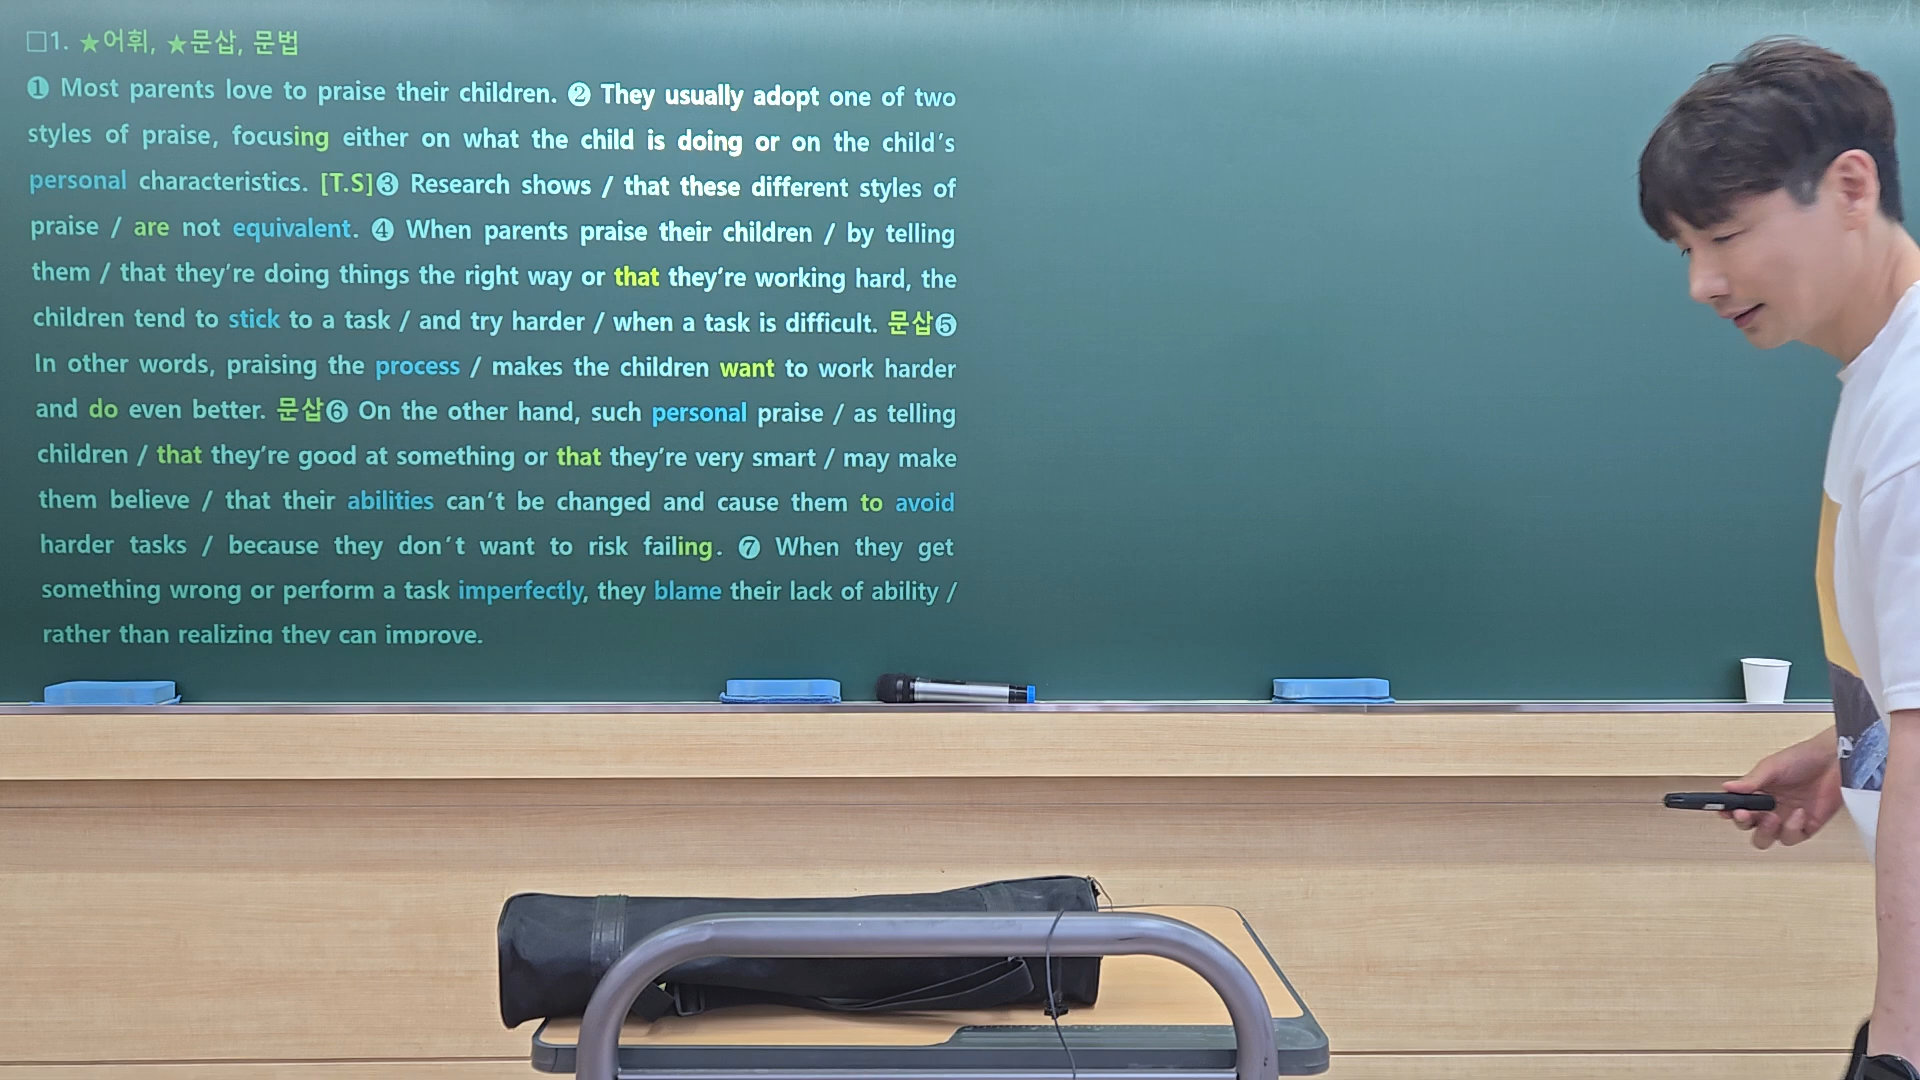 □1. ★어휘, ★문삽, 문법
❶ Most parents love to praise their children. ❷ They usually adopt one of two
styles of praise, focusing either on what the child is doing or on the child's
personal characteristics. [T.S]❸ Research shows / that these different styles of
praise / are not equivalent. ❹ When parents praise their children / by telling
them / that they're doing things the right way or that they're working hard, the
children tend to stick to a task / and try harder / when a task is difficult. 문삽❺
In other words, praising the process / makes the children want to work harder
and do even better. 문삽❻ On the other hand, such personal praise / as telling
children / that they're good at something or that they're very smart / may make
them believe / that their abilities can't be changed and cause them to avoid
harder tasks / because they don't want to risk failing. ❼ When they get
something wrong or perform a task imperfectly, they blame their lack of ability /
rather than realizing they can improve.